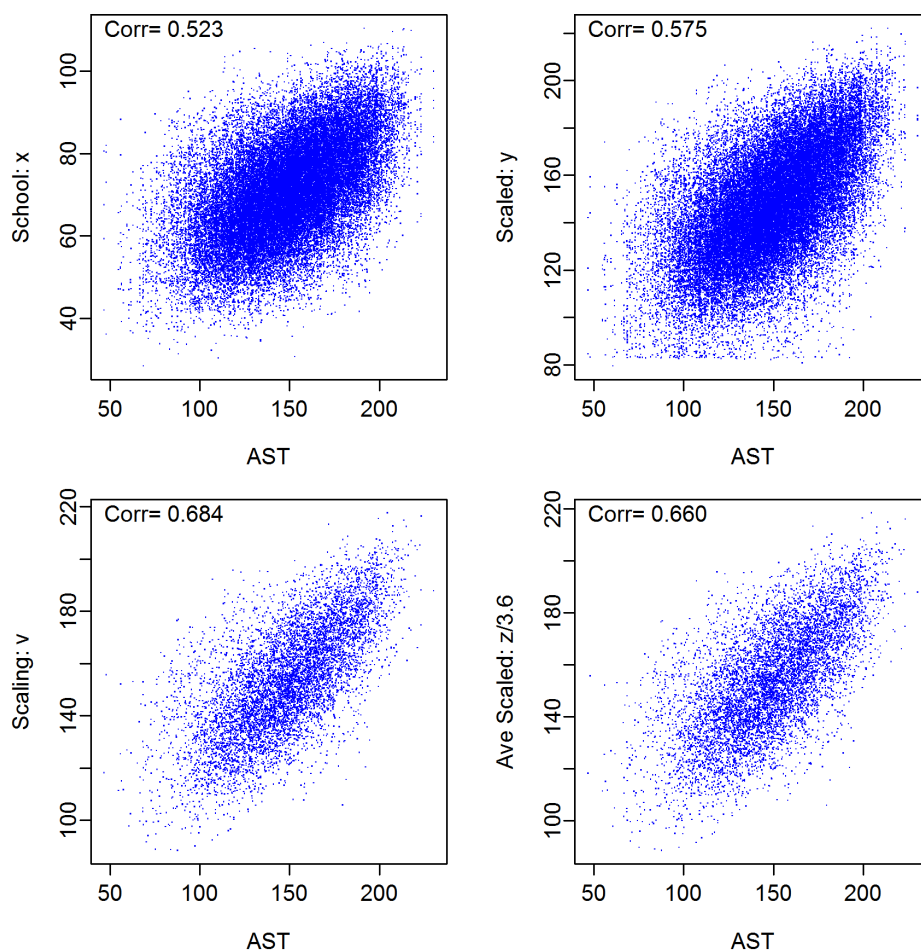 Corr= 0.523
School: x
40 60 80 100
50 100 150 200
AST
Corr= 0.575
Scaled: y
80 120 160 200
50 100 150 200
AST
Corr= 0.684
Scaling: v
100 140 180 220
50 100 150 200
AST
Corr= 0.660
Ave Scaled: z/3.6
100 140 180 220
50 100 150 200
AST